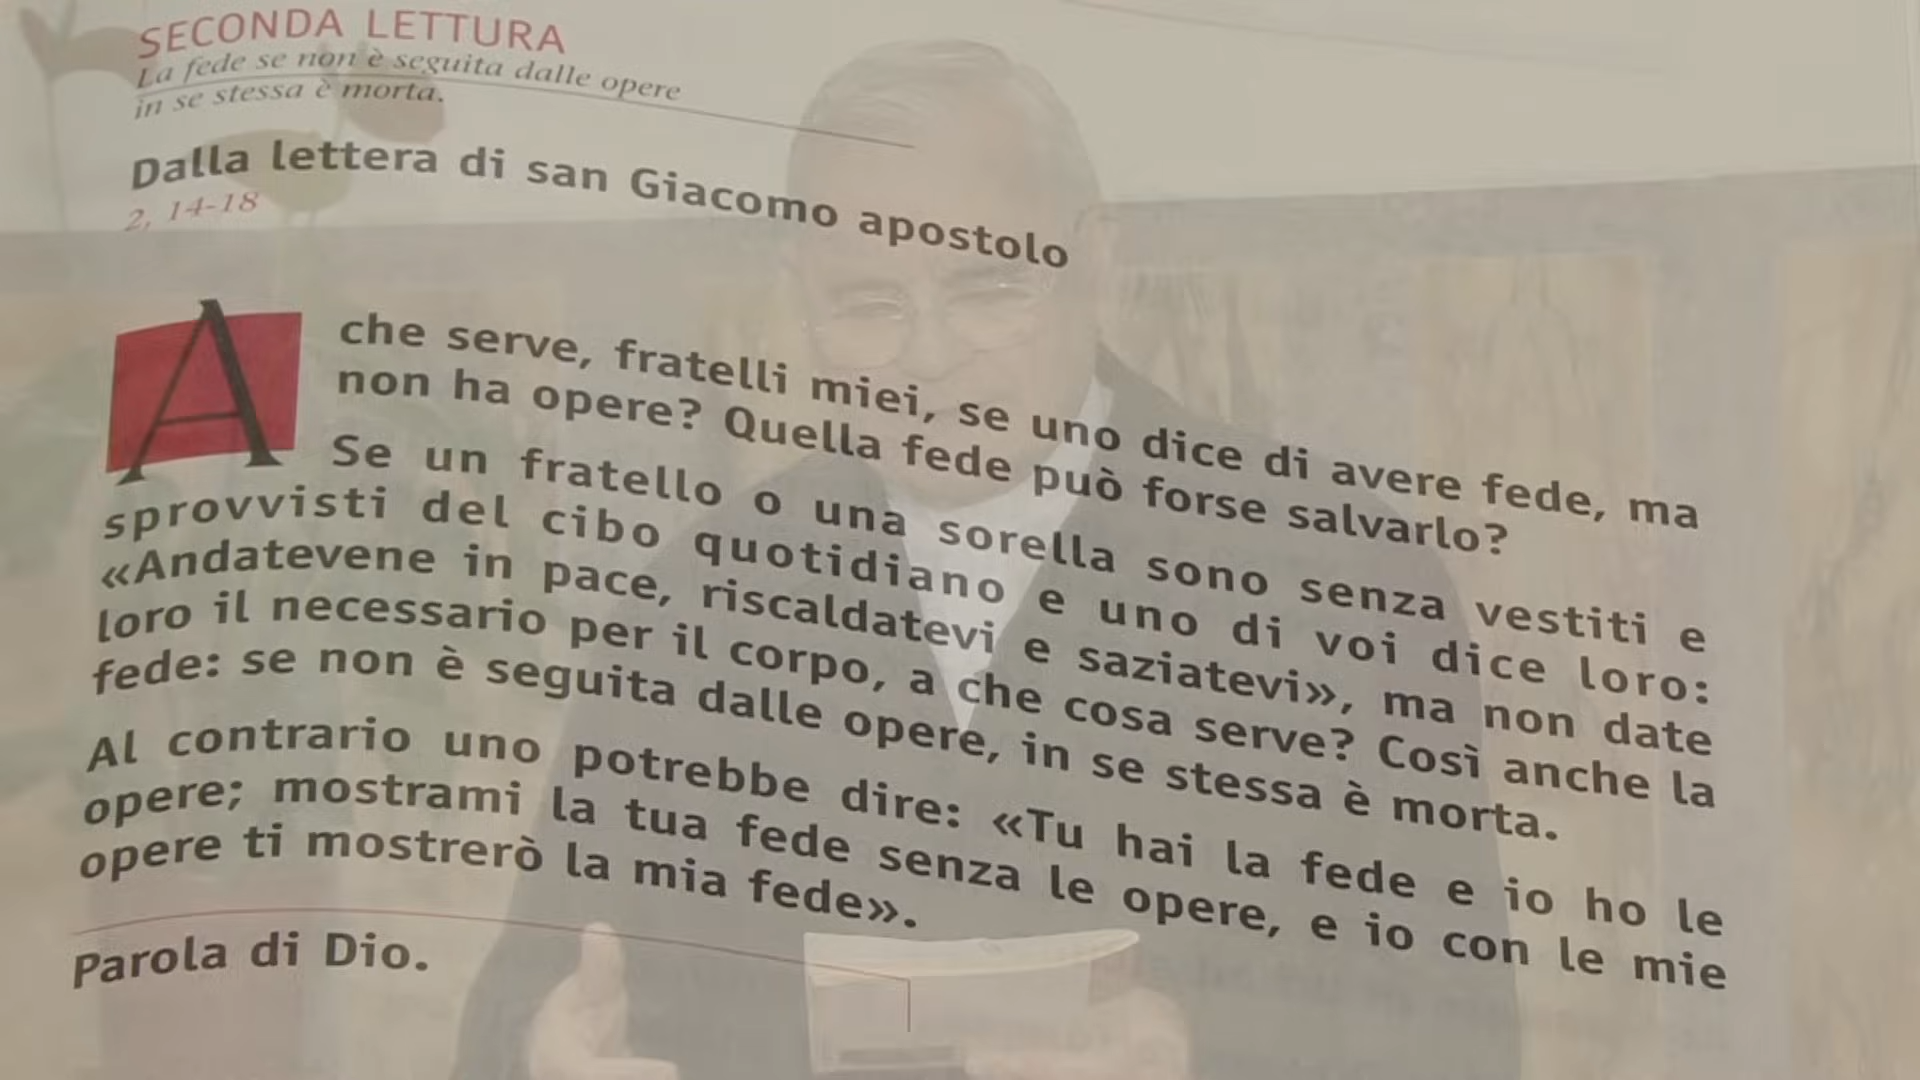 SECONDA LETTURA
La fede se non è seguita dalle opere
in se stessa è morta.
Dalla lettera di san Giacomo apostolo
2, 14-18
A che serve, fratelli miei, se uno dice di avere fede, ma
non ha opere? Quella fede può forse salvarlo?
Se un fratello o una sorella sono senza vestiti e
sprovvisti del cibo quotidiano e uno di voi dice loro:
«Andatevene in pace, riscaldatevi e saziatevi», ma non date
loro il necessario per il corpo, a che cosa serve? Così anche la
fede: se non è seguita dalle opere, in se stessa è morta.
Al contrario uno potrebbe dire: «Tu hai la fede e io ho le
opere; mostrami la tua fede senza le opere, e io con le mie
opere ti mostrerò la mia fede».
Parola di Dio.